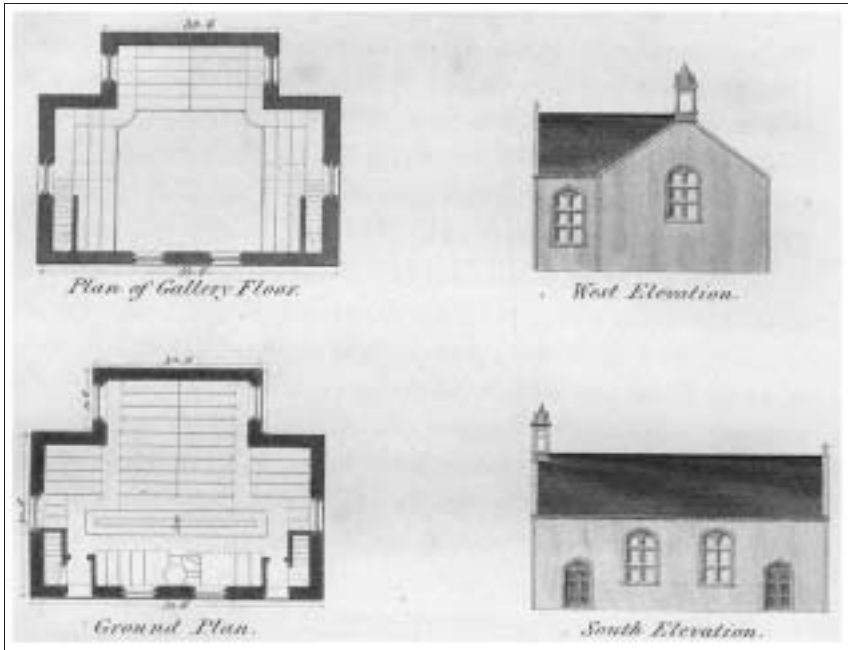 Plan of Gallery Floor.
West Elevation.
Ground Plan.
South Elevation.